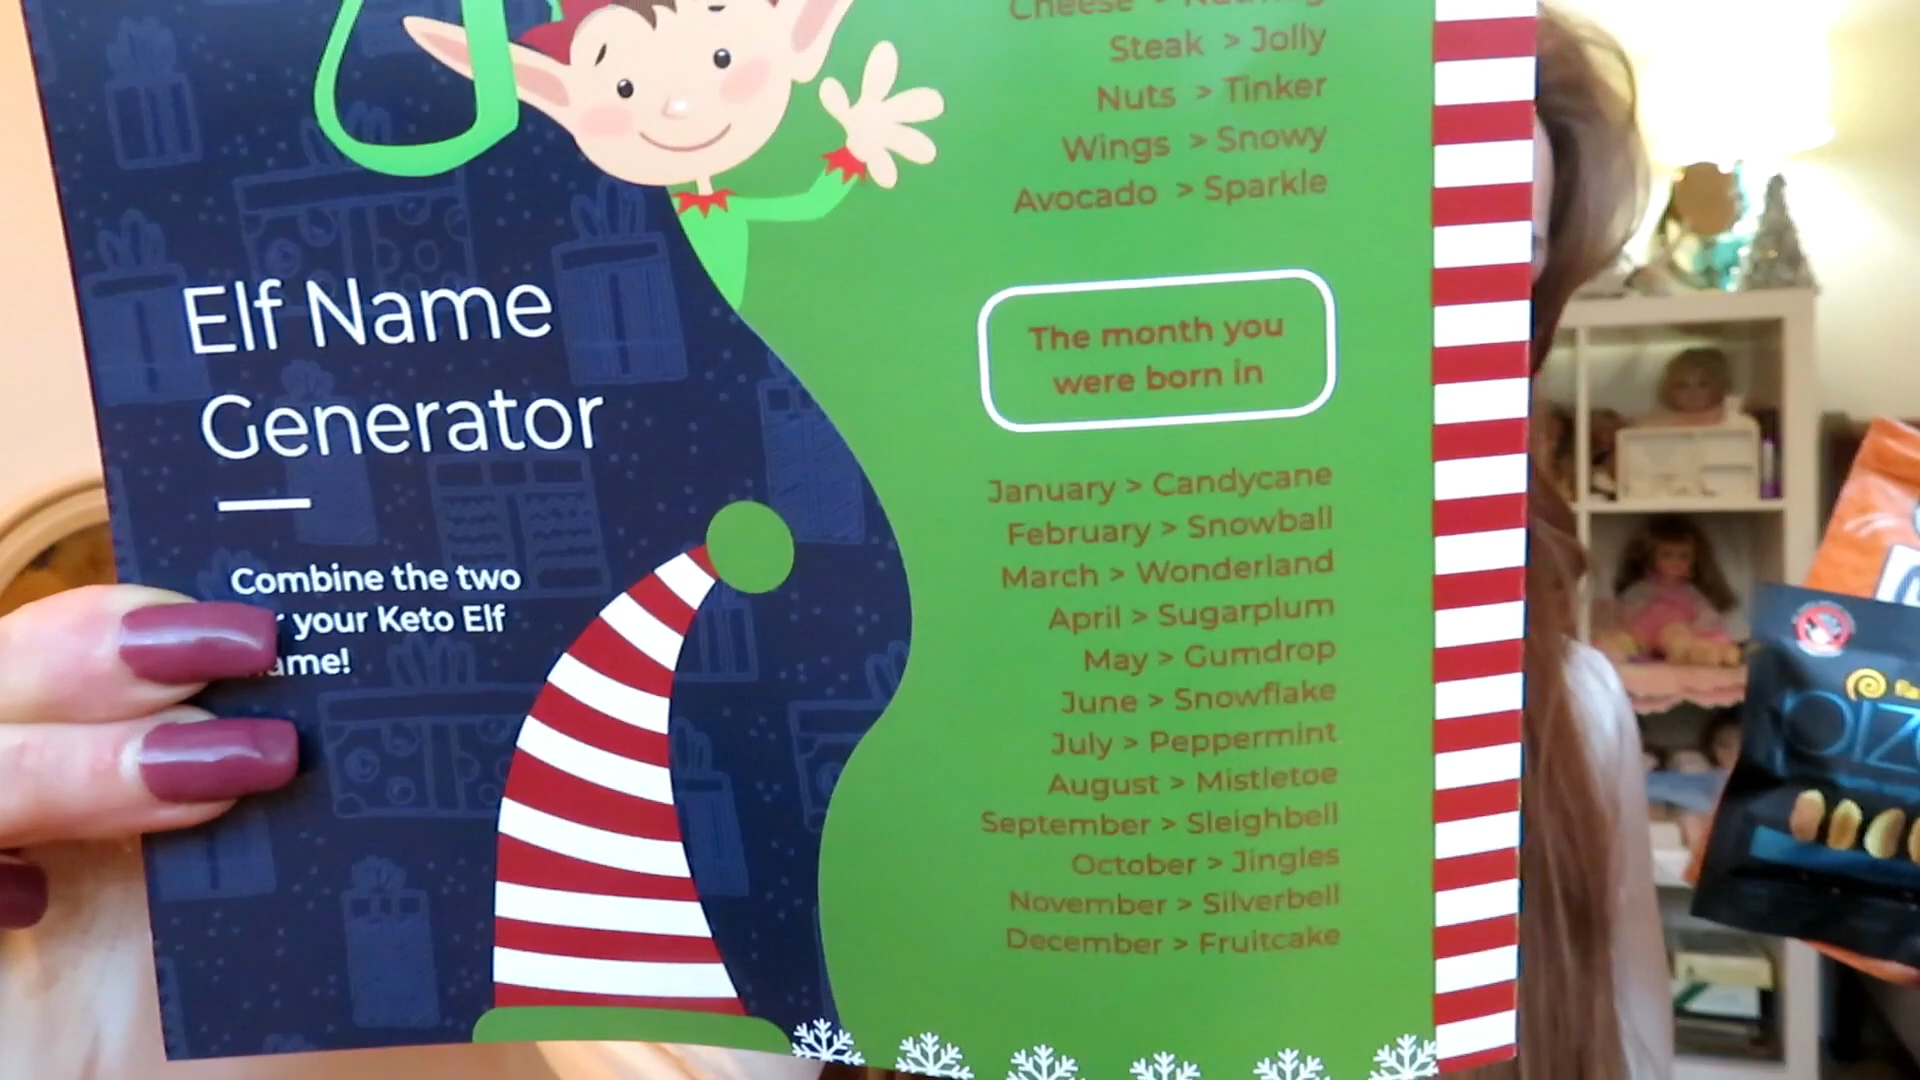 Cheese > Nutmeg
Steak > Jolly
Nuts > Tinker
Wings > Snowy
Avocado > Sparkle
Elf Name
Generator
Combine the two
your Keto Elf
The month you
were born in
January > Candycane
February > Snowball
March > Wonderland
April > Sugarplum
May > Gumdrop
June > Snowflake
July > Peppermint
August > Mistletoe
September > Sleighbell
October > Jingles
November > Silverbell
December > Fruitcake